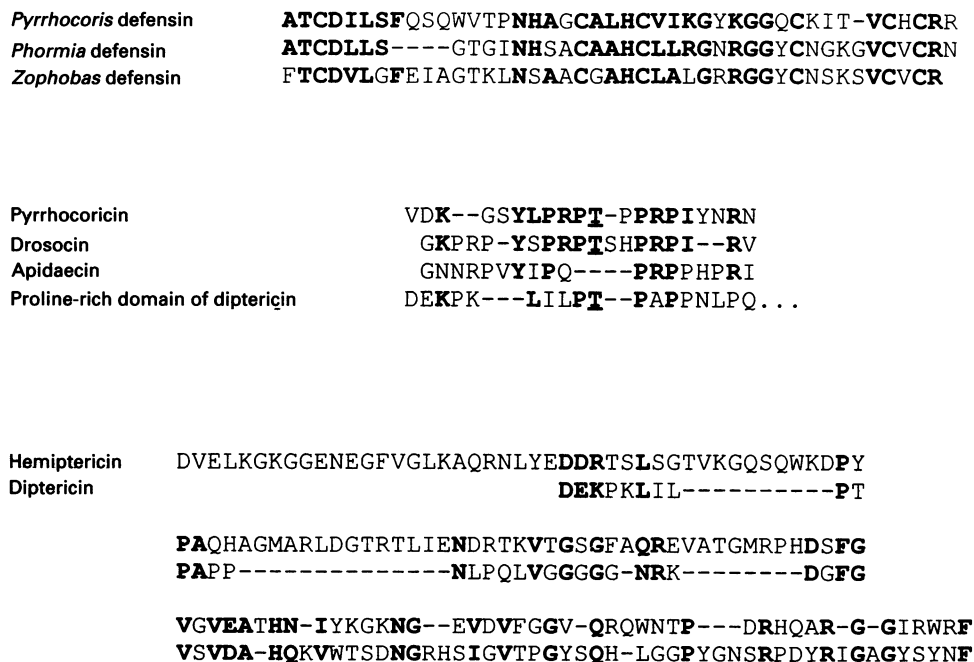 Pyrrhocoris defensin ATCDILSFQSQWVTPNHAGCALHCVIKGYKGGQCKIT-VCHCRR
Phormia defensin ATCDLLS----GTGINHSACAAHCLLRGNRGGYCNGKGVCVCRN
Zophobas defensin FTCDVLGFEIAGTKLNSAACGAHCLALGRRGGYCNSKSVCVCR
Pyrrhocoricin VDK--GSYLPRPT-PPRPIYNRN
Drosocin GKPRP-YSPRPTSHPRPI--RV
Apidaecin GNNRPVYIPQ----PRPPHPRI
Proline-rich domain of diptericin DEKPK---LILPT--PAPPNLPQ...
Hemiptericin DVELKGKGGENEGFVGLKAQRNLYEDDRTSLSGTVKGQSQWKDPY
Diptericin DEKPKLIL----------PT
PAQHAGMARLDGTRTLIENDRTKVTGSGFAQREVATGMRPHDSFG
PAPP--------------NLPQLVGGGGG-NRK--------DGFG
VGVEATHN-IYKGKNG--EVDVFGGV-QRQWNTP---DRHQAR-G-GIRWRF
VSVDA-HQKVWTSDNGRHSIGVTPGYSQH-LGGPYGNSRPDYRIGAGYSYNF